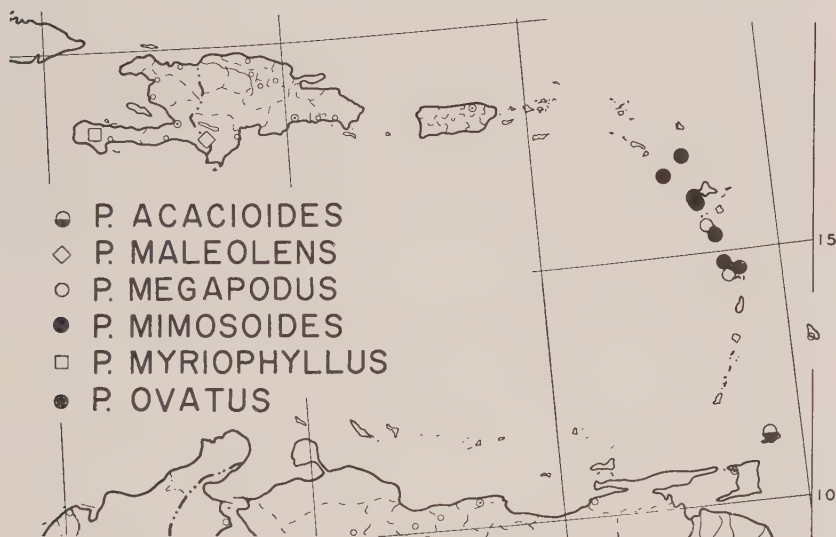 P. ACACIOIDES
P. MALEOLENS
P. MEGAPODUS
P. MIMOSOIDES
P. MYRIOPHYLLUS
P. OVATUS
15
10